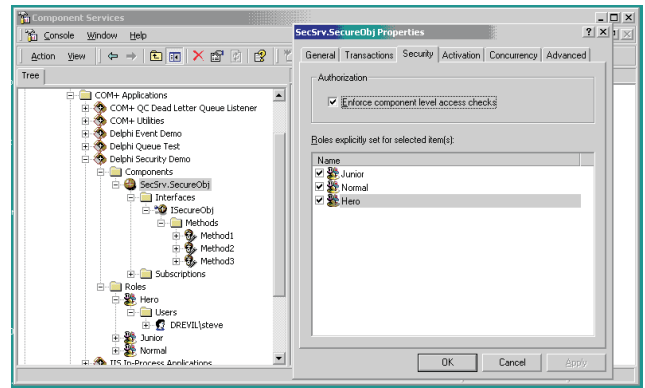 Component Services
Console Window Help
Action View
Tree
COM+ Applications
COM+ QC Dead Letter Queue Listener
COM+ Utilities
Delphi Event Demo
Delphi Queue Test
Delphi Security Demo
Components
SecSrv.SecureObj
Interfaces
ISecureObj
Methods
Method1
Method2
Method3
Subscriptions
Roles
Hero
Users
DREVIL\steve
Junior
Normal
IIS In-Process Applications
SecSrv.SecureObj Properties
General Transactions Security Activation Concurrency Advanced
Authorization
Enforce component level access checks
Roles explicitly set for selected item(s):
Name
Junior
Normal
Hero
OK Cancel Apply